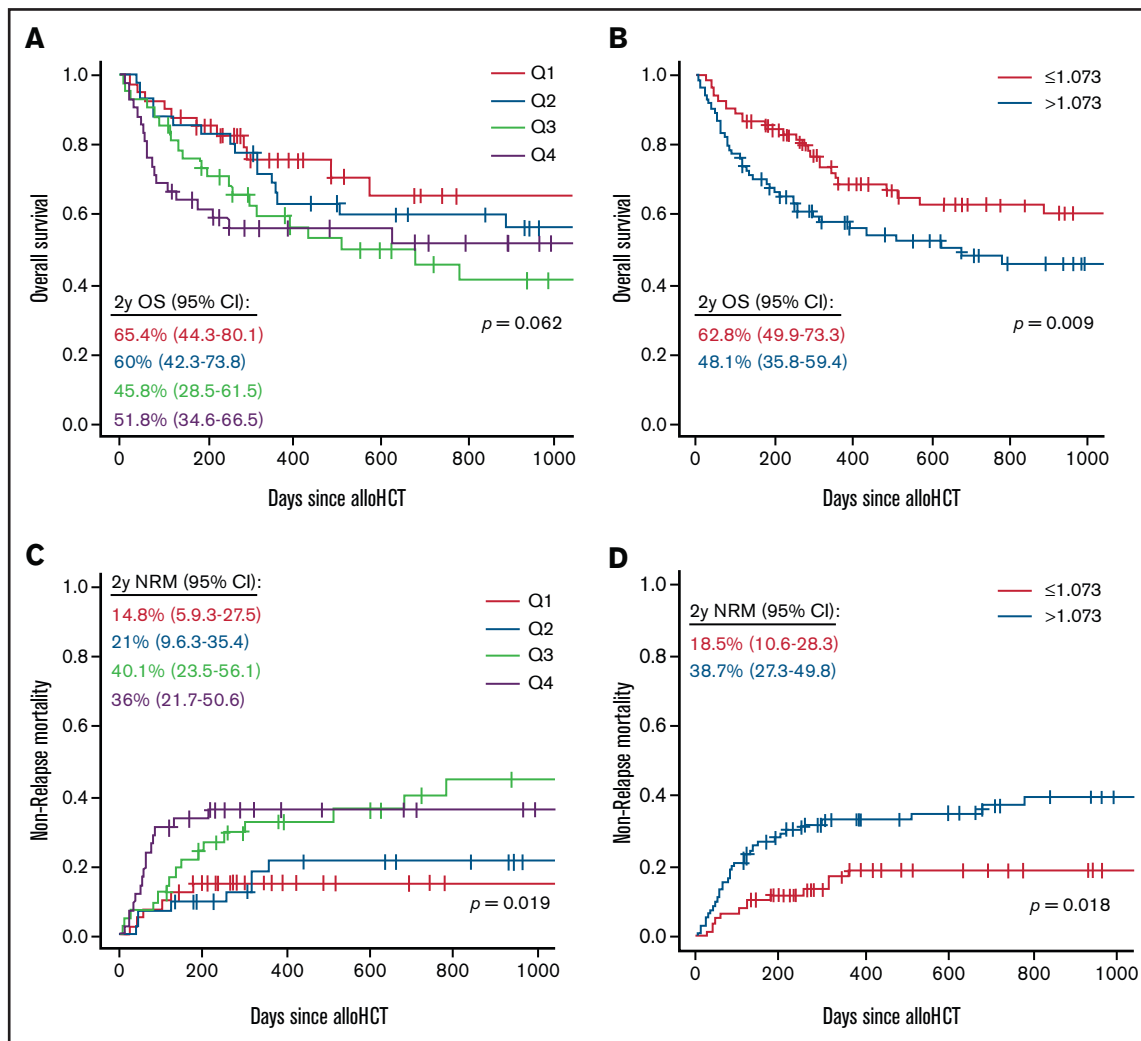 A
Q1
Q2
Q3
Q4
1.0
0.8
0.6
0.4
0.2
0.0
Overall survival
2y OS (95% CI):
65.4% (44.3-80.1)
60% (42.3-73.8)
45.8% (28.5-61.5)
51.8% (34.6-66.5)
p = 0.062
0 200 400 600 800 1000
Days since alloHCT
B
≤1.073
>1.073
1.0
0.8
0.6
0.4
0.2
0.0
Overall survival
2y OS (95% CI):
62.8% (49.9-73.3)
48.1% (35.8-59.4)
p = 0.009
0 200 400 600 800 1000
Days since alloHCT
C
2y NRM (95% CI):
14.8% (5.9.3-27.5)
21% (9.6.3-35.4)
40.1% (23.5-56.1)
36% (21.7-50.6)
Q1
Q2
Q3
Q4
1.0
0.8
0.6
0.4
0.2
0.0
Non-Relapse mortality
p = 0.019
0 200 400 600 800 1000
Days since alloHCT
D
2y NRM (95% CI):
18.5% (10.6-28.3)
38.7% (27.3-49.8)
≤1.073
>1.073
1.0
0.8
0.6
0.4
0.2
0.0
Non-Relapse mortality
p = 0.018
0 200 400 600 800 1000
Days since alloHCT